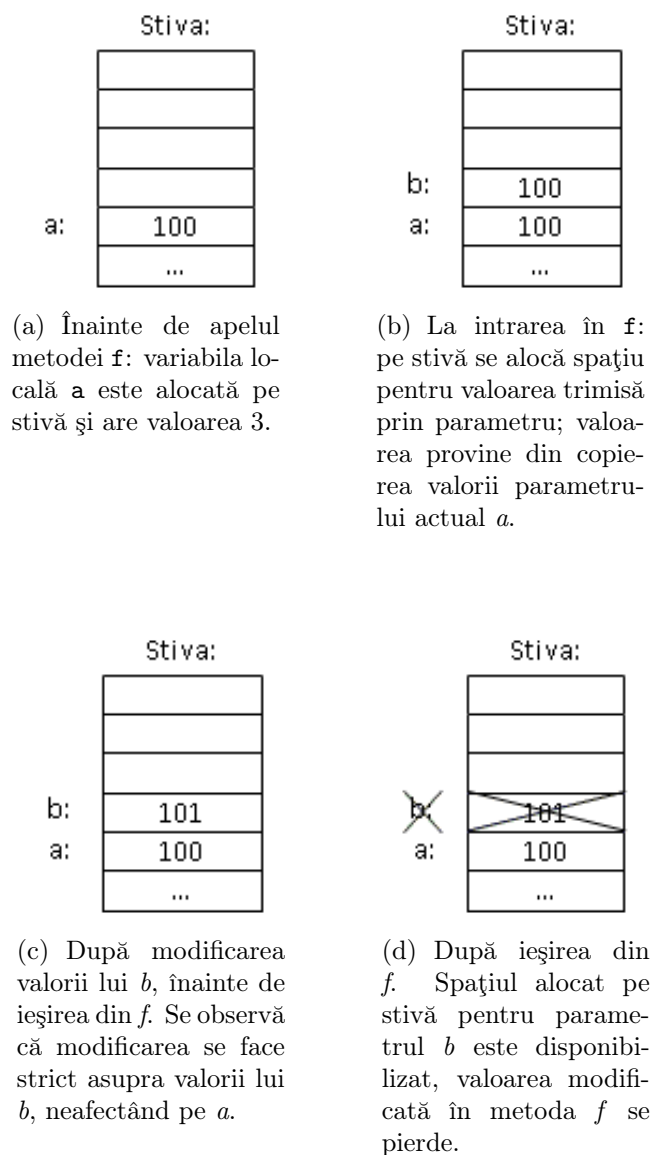 Stiva:
a:
100
...
(a) Înainte de apelul
metodei f: variabila lo-
cală a este alocată pe
stivă şi are valoarea 3.
Stiva:
b:
100
a:
100
...
(b) La intrarea în f:
pe stivă se alocă spaţiu
pentru valoarea trimisă
prin parametru; valoa-
rea provine din copie-
rea valorii parametru-
lui actual a.
Stiva:
b:
101
a:
100
...
(c) După modificarea
valorii lui b, înainte de
ieşirea din f. Se observă
că modificarea se face
strict asupra valorii lui
b, neafectând pe a.
Stiva:
b:
101
a:
100
...
(d) După ieşirea din
f. Spaţiul alocat pe
stivă pentru parame-
trul b este disponibi-
lizat, valoarea modifi-
cată în metoda f se
pierde.